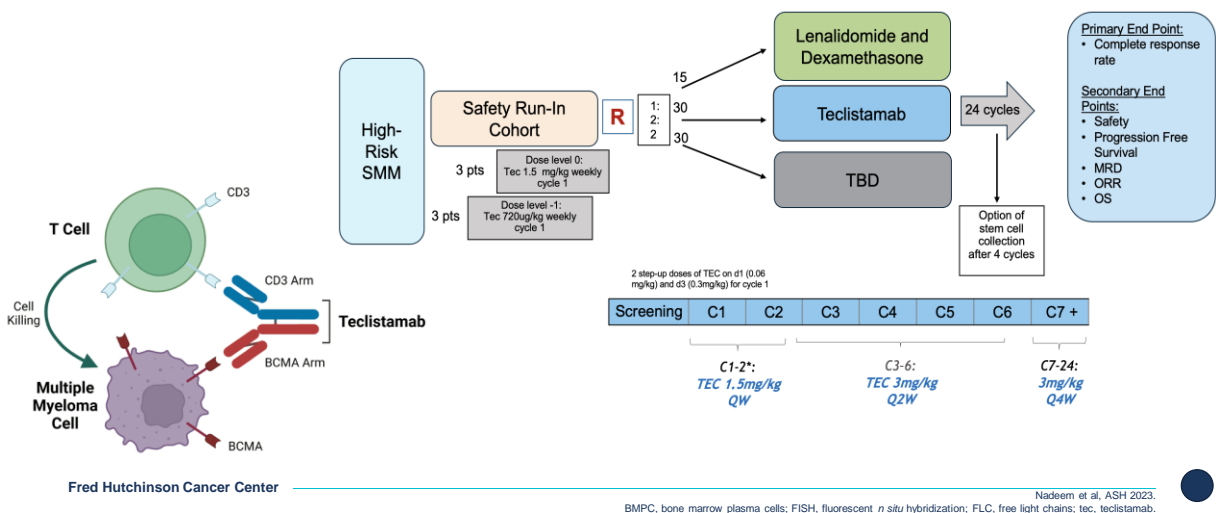 High-
Risk
SMM
Safety Run-In
Cohort
3 pts
Dose level 0:
Tec 1.5 mg/kg weekly
cycle 1
3 pts
Dose level -1:
Tec 720ug/kg weekly
cycle 1
R
1:
2:
2
15
30
30
Lenalidomide and
Dexamethasone
Teclistamab
TBD
24 cycles
Option of
stem cell
collection
after 4 cycles
Primary End Point:
• Complete response
rate
Secondary End
Points:
• Safety
• Progression Free
Survival
• MRD
• ORR
• OS
CD3
T Cell
CD3 Arm
Cell
Killing
Teclistamab
BCMA Arm
Multiple
Myeloma
Cell
BCMA
2 step-up doses of TEC on d1 (0.06
mg/kg) and d3 (0.3mg/kg) for cycle 1
Screening C1 C2 C3 C4 C5 C6 C7 +
C1-2*:
TEC 1.5mg/kg
QW
C3-6:
TEC 3mg/kg
Q2W
C7-24:
3mg/kg
Q4W
Fred Hutchinson Cancer Center
Nadeem et al, ASH 2023.
BMPC, bone marrow plasma cells; FISH, fluorescent n situ hybridization; FLC, free light chains; tec, teclistamab.